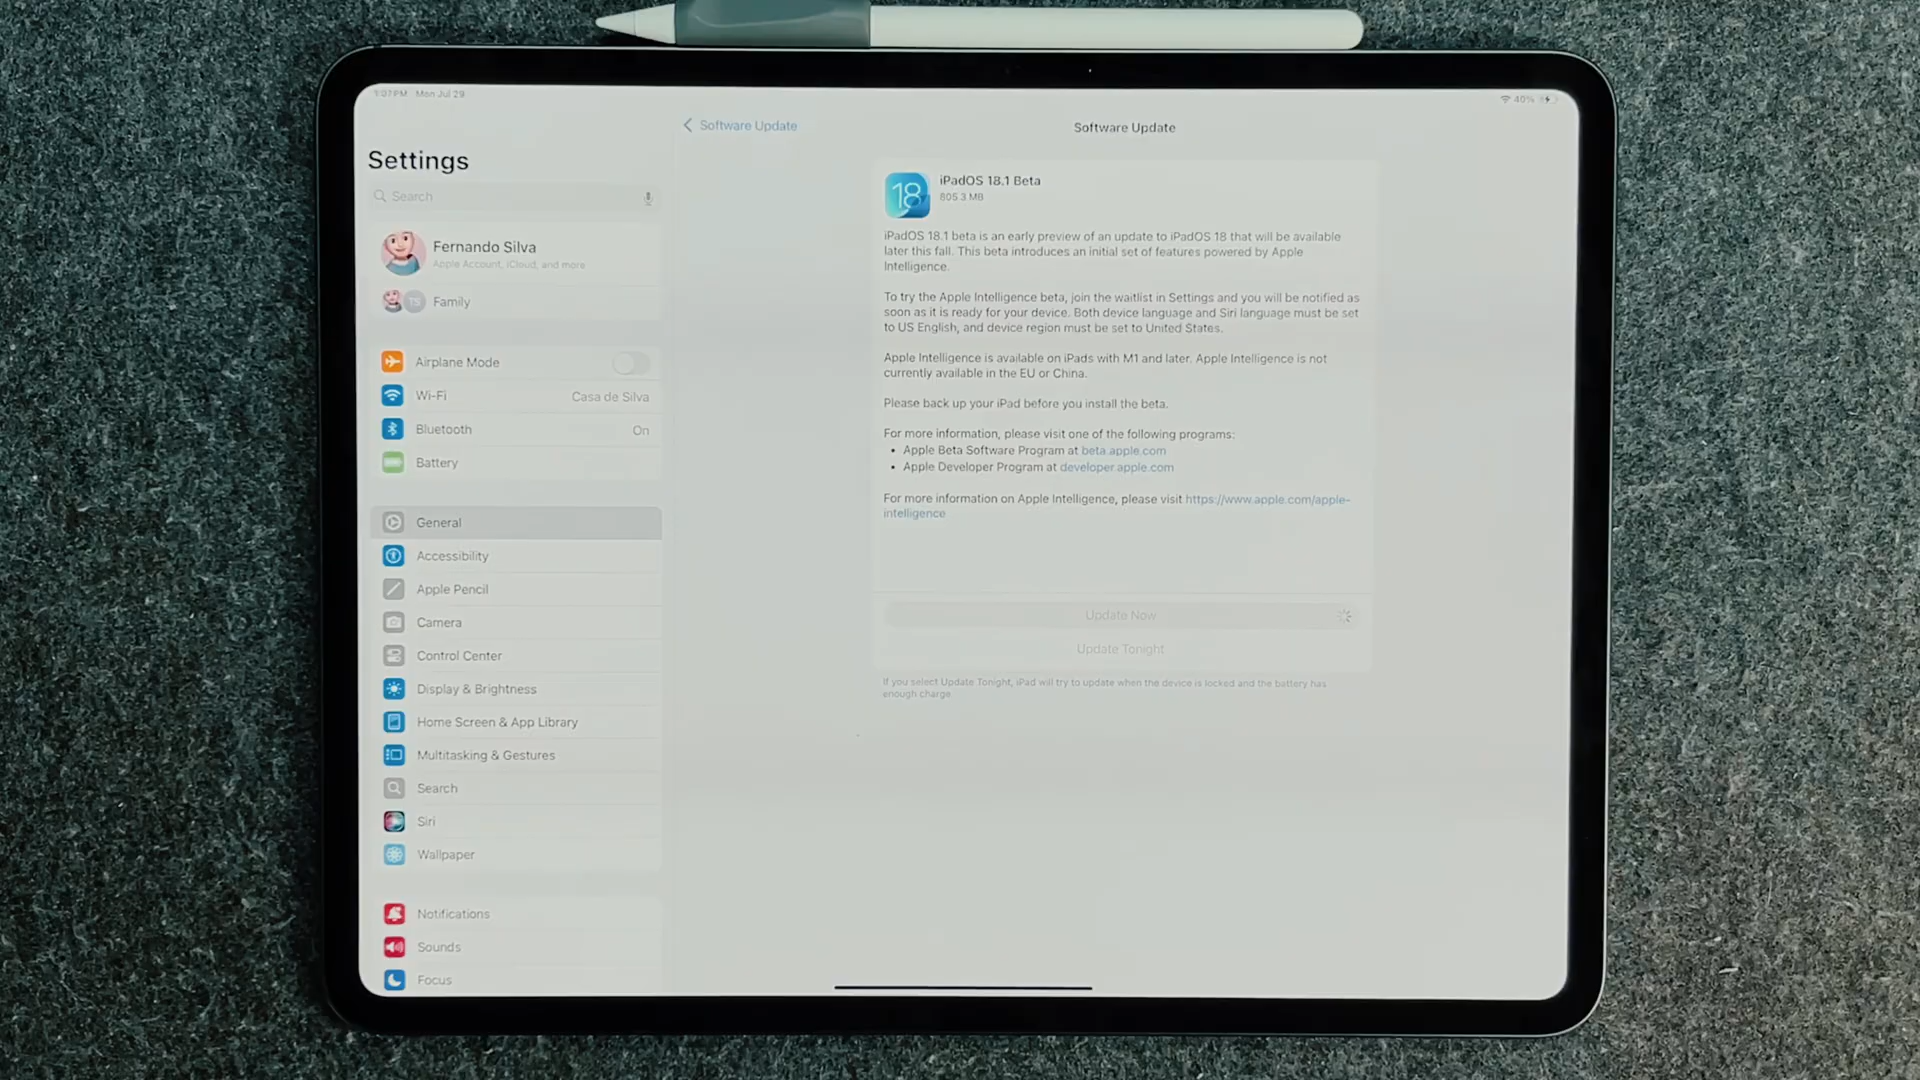 1:07 PM Mon Jul 29
40%
Software Update
Software Update
Settings
Search
Fernando Silva
Apple Account, iCloud, and more
TS
Family
Airplane Mode
Wi-Fi
Casa de Silva
Bluetooth
On
Battery
General
Accessibility
Apple Pencil
Camera
Control Center
Display & Brightness
Home Screen & App Library
Multitasking & Gestures
Search
Siri
Wallpaper
Notifications
Sounds
Focus
18
iPadOS 18.1 Beta
805.3 MB
iPadOS 18.1 beta is an early preview of an update to iPadOS 18 that will be available
later this fall. This beta introduces an initial set of features powered by Apple
Intelligence.
To try the Apple Intelligence beta, join the waitlist in Settings and you will be notified as
soon as it is ready for your device. Both device language and Siri language must be set
to US English, and device region must be set to United States.
Apple Intelligence is available on iPads with M1 and later. Apple Intelligence is not
currently available in the EU or China.
Please back up your iPad before you install the beta.
For more information, please visit one of the following programs:
• Apple Beta Software Program at beta.apple.com
• Apple Developer Program at developer.apple.com
For more information on Apple Intelligence, please visit https://www.apple.com/apple-
intelligence
Update Now
Update Tonight
If you select Update Tonight, iPad will try to update when the device is locked and the battery has
enough charge.